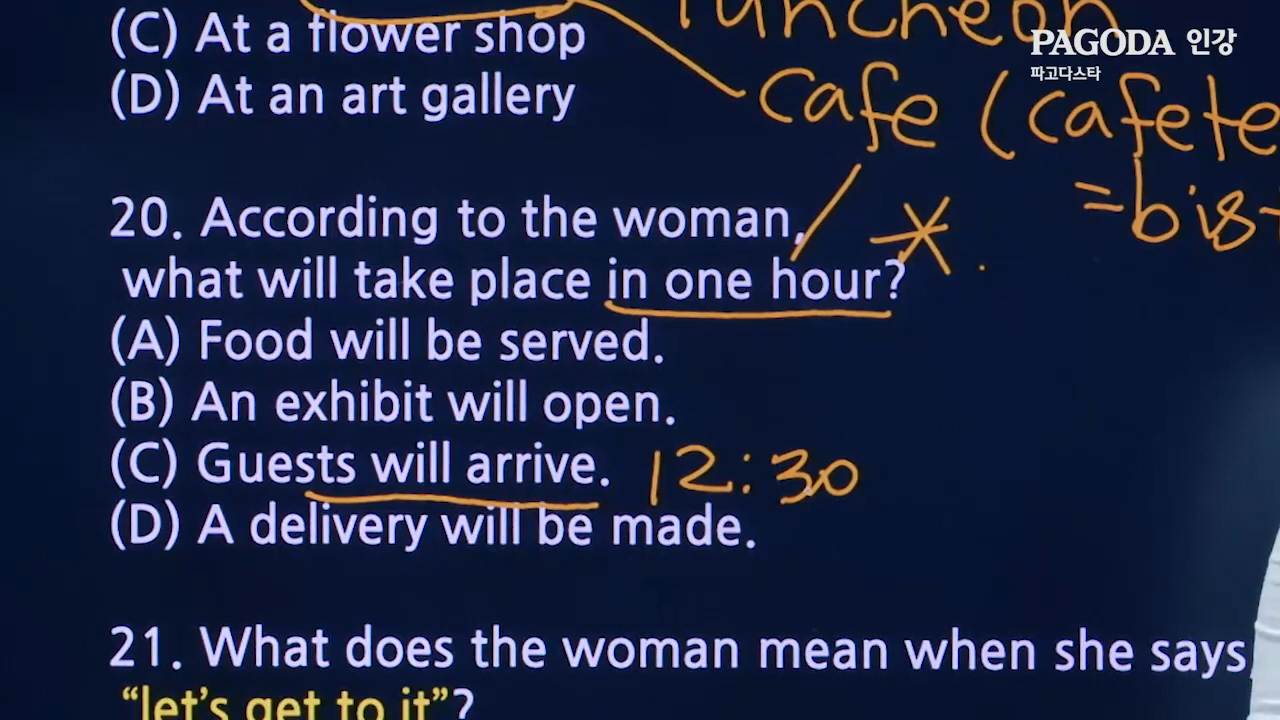 (C) At a flower shop
luncheon
PAGODA 인강
파고다스타
(D) At an art gallery
cafe (cafete
20. According to the woman,
=bis
what will take place in one hour?
(A) Food will be served.
(B) An exhibit will open.
(C) Guests will arrive. 12:30
(D) A delivery will be made.
21. What does the woman mean when she says,
“let's get to it”?